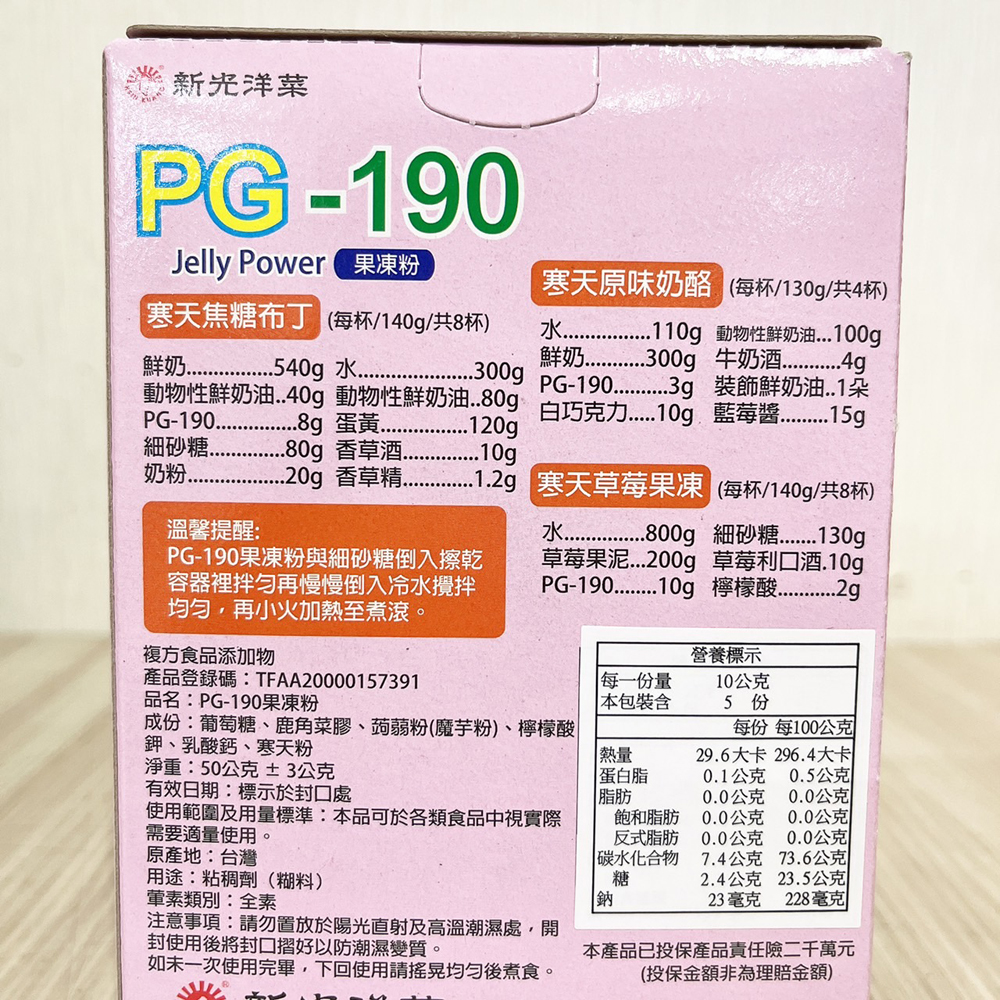 新光洋菜
PG-190
Jelly Power 果凍粉
寒天焦糖布丁 (每杯/140g/共8杯)
鮮奶..................540g 水....................300g
動物性鮮奶油..40g 動物性鮮奶油..80g
PG-190.................8g 蛋黃..................120g
細砂糖................80g 香草酒................10g
奶粉....................20g 香草精...............1.2g
溫馨提醒:
PG-190果凍粉與細砂糖倒入擦乾
容器裡拌勻再慢慢倒入冷水攪拌
均勻，再小火加熱至煮滾。
寒天原味奶酪 (每杯/130g/共4杯)
水..................110g 動物性鮮奶油...100g
鮮奶..............300g 牛奶酒.............4g
PG-190..........3g 裝飾鮮奶油..1朵
白巧克力.....10g 藍莓醬.........15g
寒天草莓果凍 (每杯/140g/共8杯)
水..................800g 細砂糖.......130g
草莓果泥...200g 草莓利口酒.10g
PG-190........10g 檸檬酸...........2g
複方食品添加物
產品登錄碼：TFAA20000157391
品名：PG-190果凍粉
成份：葡萄糖、鹿角菜膠、蒟蒻粉(魔芋粉)、檸檬酸
鉀、乳酸鈣、寒天粉
淨重：50公克 ± 3公克
有效日期：標示於封口處
使用範圍及用量標準：本品可於各類食品中視實際
需要適量使用。
原產地：台灣
用途：粘稠劑（糊料）
葷素類別：全素
注意事項：請勿置放於陽光直射及高溫潮濕處，開
封使用後將封口摺好以防潮濕變質。
如未一次使用完畢，下回使用請搖晃均勻後煮食。
營養標示
每一份量 10公克
本包裝含 5 份
每份 每100公克
熱量 29.6大卡 296.4大卡
蛋白脂 0.1公克 0.5公克
脂肪 0.0公克 0.0公克
飽和脂肪 0.0公克 0.0公克
反式脂肪 0.0公克 0.0公克
碳水化合物 7.4公克 73.6公克
糖 2.4公克 23.5公克
鈉 23毫克 228毫克
本產品已投保產品責任險二千萬元
(投保金額非為理賠金額)